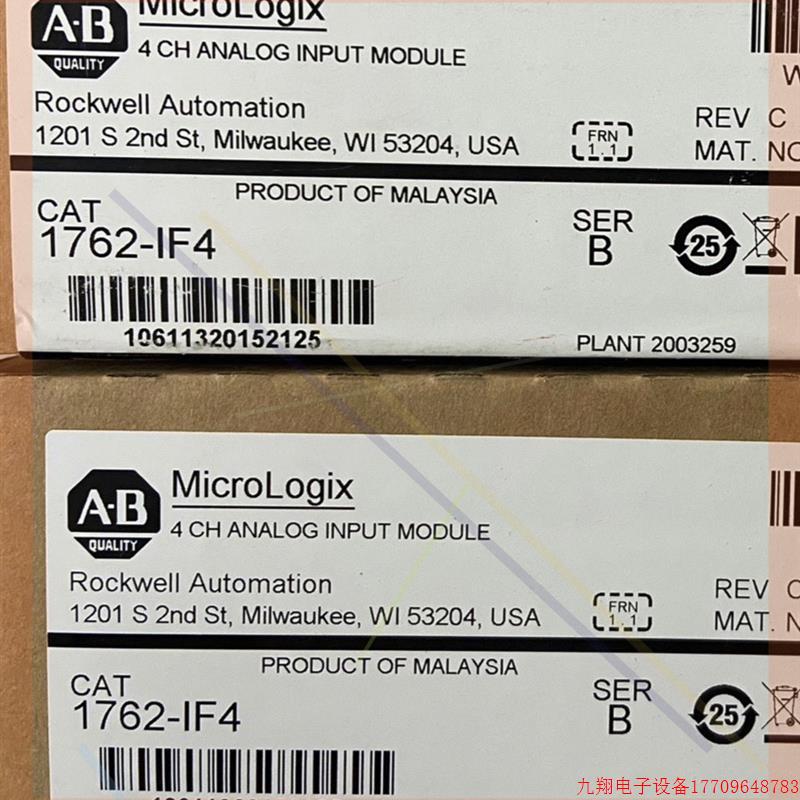 A·B
QUALITY
MicroLogix
4 CH ANALOG INPUT MODULE
Rockwell Automation
1201 S 2nd St, Milwaukee, WI 53204, USA
FRN
1.1
REV C
MAT. NO
PRODUCT OF MALAYSIA
CAT
1762-IF4
SER
B
25
10611320152125
PLANT 2003259
A·B
QUALITY
MicroLogix
4 CH ANALOG INPUT MODULE
Rockwell Automation
1201 S 2nd St, Milwaukee, WI 53204, USA
FRN
1.1
REV C
MAT. N
PRODUCT OF MALAYSIA
CAT
1762-IF4
SER
B
25
九翔电子设备17709648783